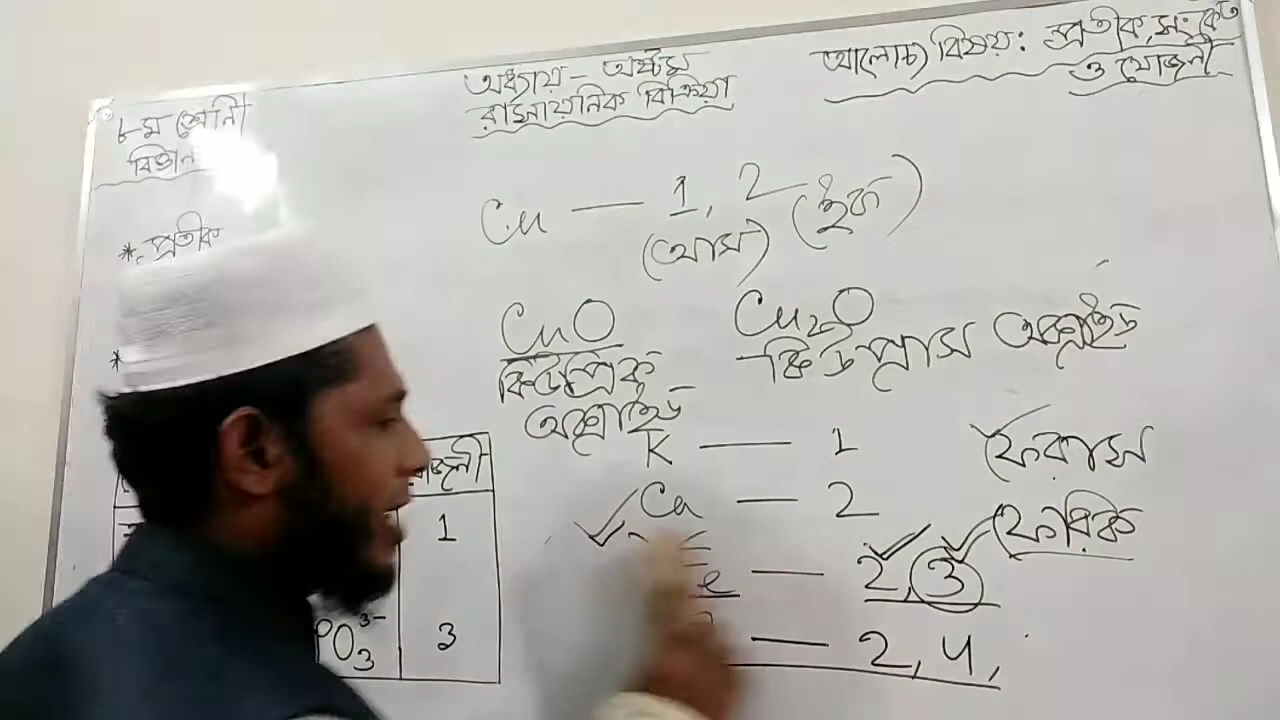 ৮ম শ্রেনী
বিজ্ঞান
অধ্যায় - অষ্টম
রাসায়নিক বিক্রিয়া
আলোচ্য বিষয়: প্রতীক, সংকেত
ও যোজনী
* প্রতীক
*
Cu — 1, 2
(আস) (ইক)
CuO
কিউপ্রিক
অক্সাইড
Cu2O
কিউপ্রাস অক্সাইড
K — 1
Ca — 2
e — 2, 3
— 2, 4,
ফেরাস
ফেরিক
1
PO₃³⁻ 3